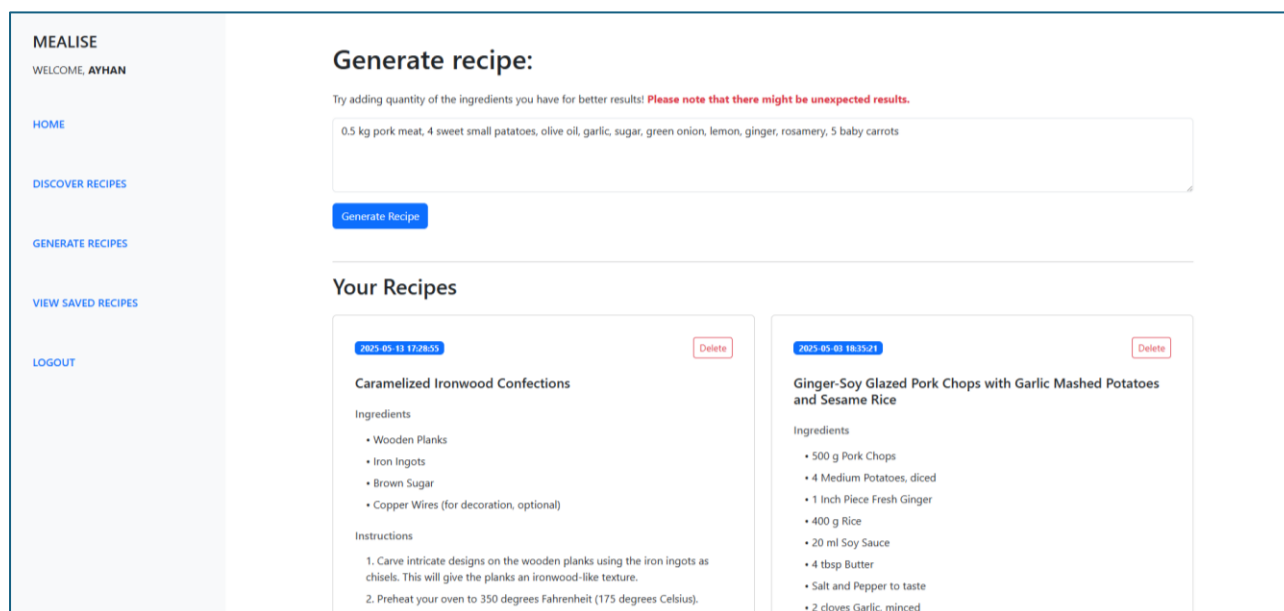 MEALISE
WELCOME, AYHAN
HOME
DISCOVER RECIPES
GENERATE RECIPES
VIEW SAVED RECIPES
LOGOUT
Generate recipe:
Try adding quantity of the ingredients you have for better results! Please note that there might be unexpected results.
0.5 kg pork meat, 4 sweet small patatoes, olive oil, garlic, sugar, green onion, lemon, ginger, rosamery, 5 baby carrots
Generate Recipe
Your Recipes
2025-05-13 17:28:55
Delete
Caramelized Ironwood Confections
Ingredients
• Wooden Planks
• Iron Ingots
• Brown Sugar
• Copper Wires (for decoration, optional)
Instructions
1. Carve intricate designs on the wooden planks using the iron ingots as
chisels. This will give the planks an ironwood-like texture.
2. Preheat your oven to 350 degrees Fahrenheit (175 degrees Celsius).
2025-05-03 18:35:21
Delete
Ginger-Soy Glazed Pork Chops with Garlic Mashed Potatoes
and Sesame Rice
Ingredients
• 500 g Pork Chops
• 4 Medium Potatoes, diced
• 1 Inch Piece Fresh Ginger
• 400 g Rice
• 20 ml Soy Sauce
• 4 tbsp Butter
• Salt and Pepper to taste
• 2 cloves Garlic, minced